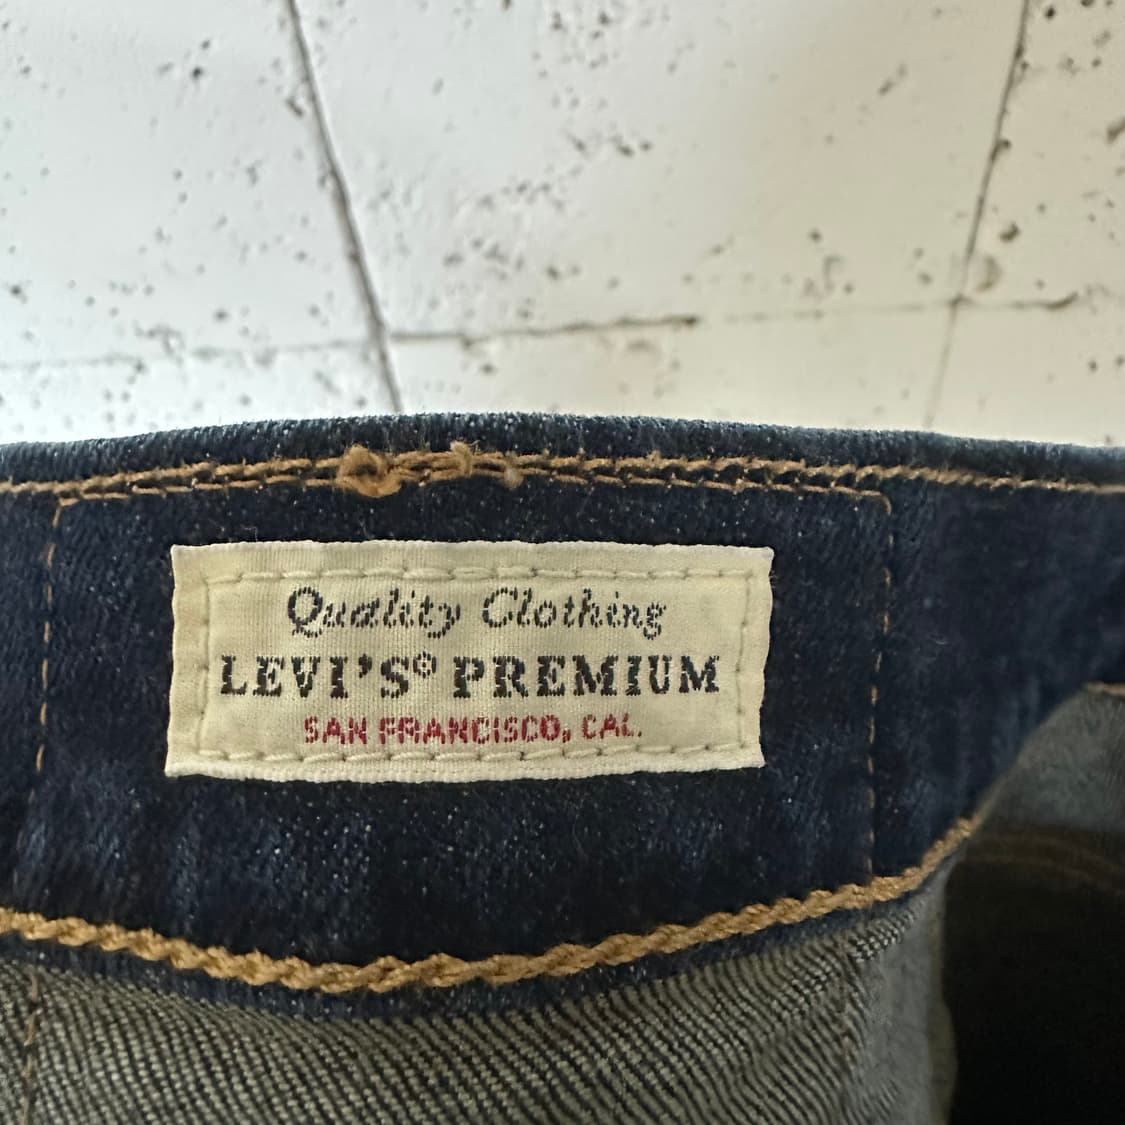 Quality Clothing
LEVI'S® PREMIUM
SAN FRANCISCO, CAL.